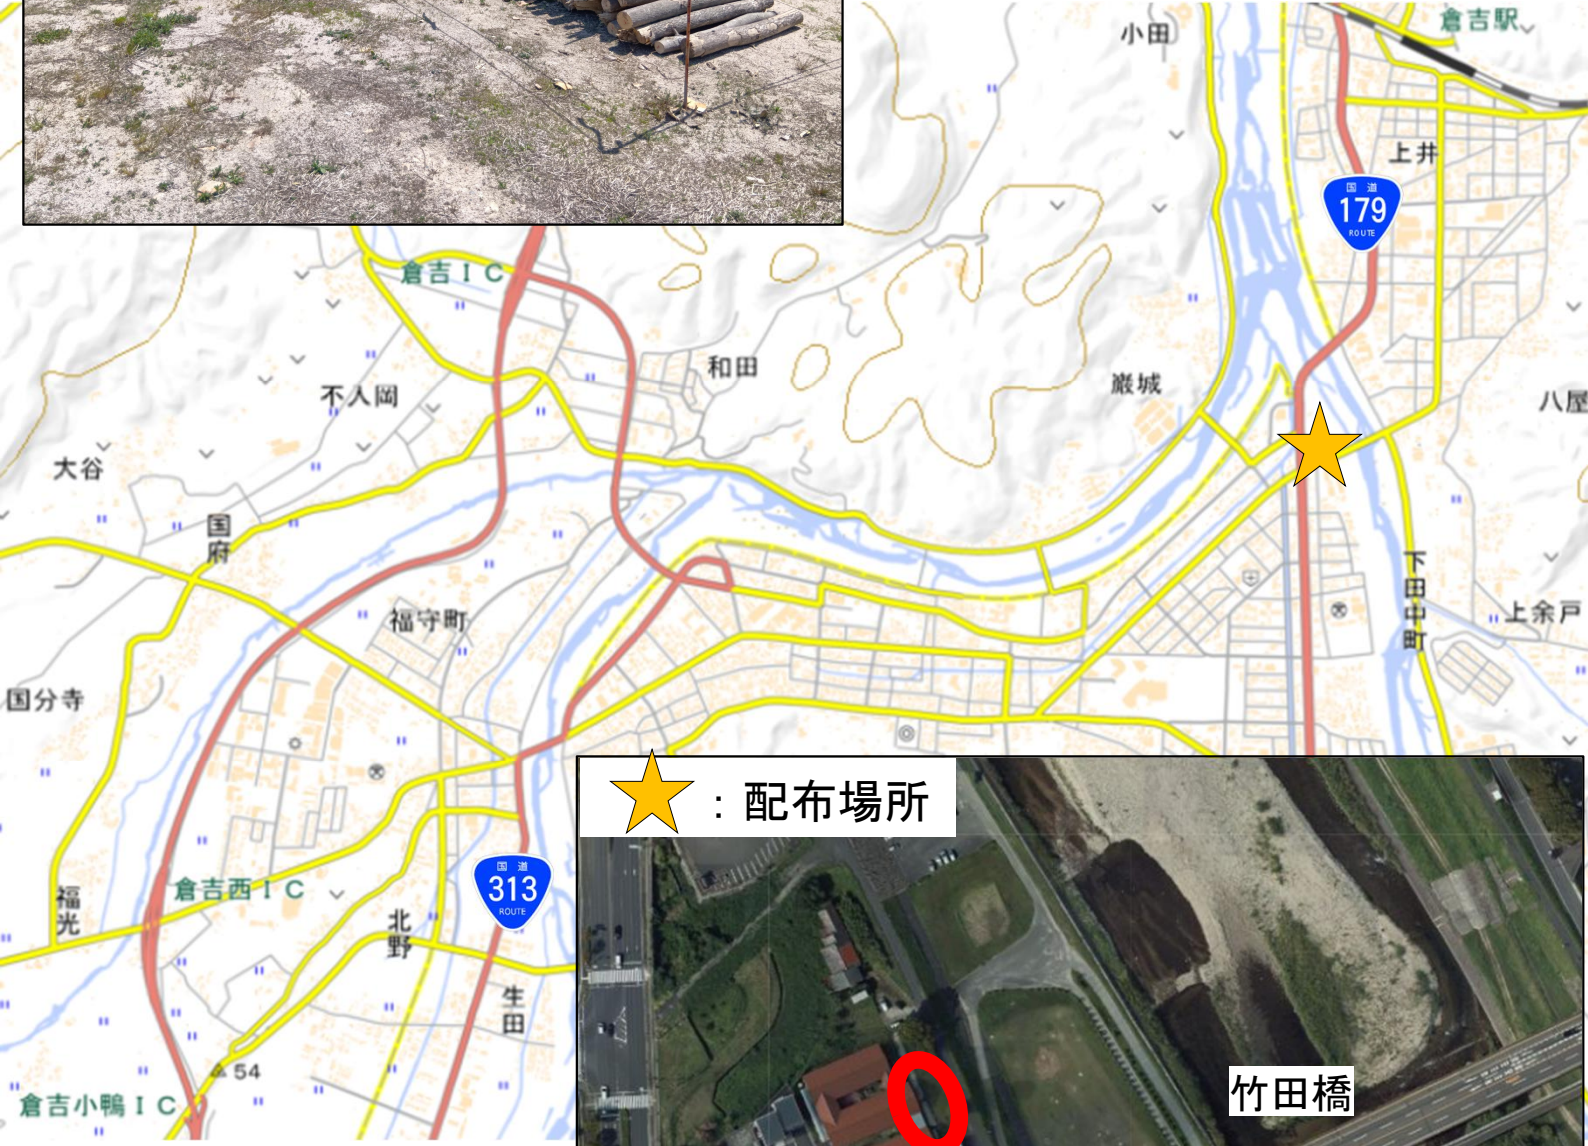 小田
倉吉駅
上井
国道
179
ROUTE
倉吉IC
和田
不入岡
巌城
八屋
大谷
国府
下田中町
福守町
上余戸
国分寺
：配布場所
国道
313
ROUTE
倉吉西IC
福光
北野
生田
54
竹田橋
倉吉小鴨IC